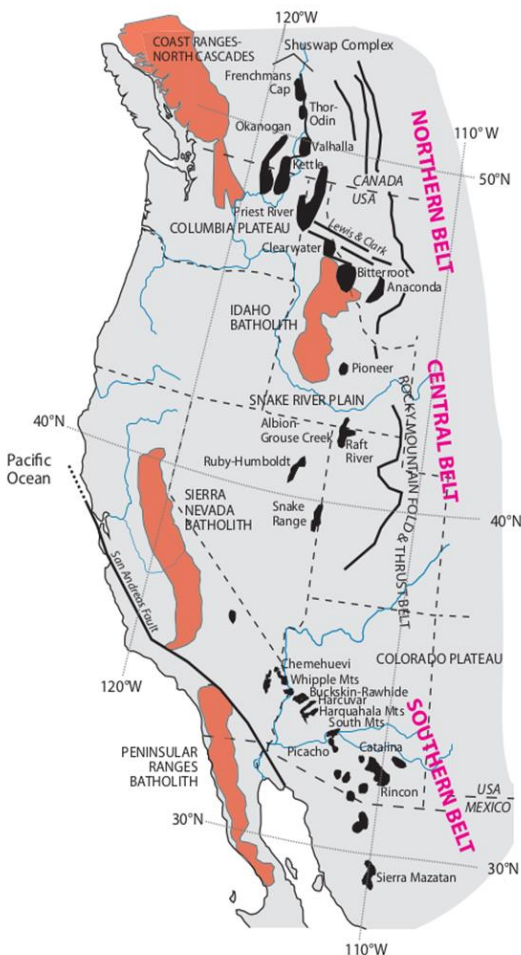 120°W
COAST RANGES-
NORTH CASCADES
Shuswap Complex
Frenchmans
Cap
Thor-
Odin
Okanogan
Valhalla
Kettle
110°W
50°N
NORTHERN BELT
CANADA
USA
Priest River
COLUMBIA PLATEAU
Lewis & Clark
Clearwater
Bitterroot
Anaconda
IDAHO
BATHOLITH
Pioneer
SNAKE RIVER PLAIN
CENTRAL BELT
ROCKY MOUNTAIN FOLD & THRUST BELT
40°N
Albion-
Grouse Creek
Raft
River
Pacific
Ocean
Ruby-Humboldt
SIERRA
NEVADA
BATHOLITH
Snake
Range
40°N
San Andreas Fault
COLORADO PLATEAU
120°W
Chemehuevi
Whipple Mts
Buckskin-Rawhide
Harcuvar
Harquahala Mts
South Mts
SOUTHERN BELT
PENINSULAR
RANGES
BATHOLITH
Picacho
Catalina
Rincon
USA
MEXICO
30°N
Sierra Mazatan
30°N
110°W